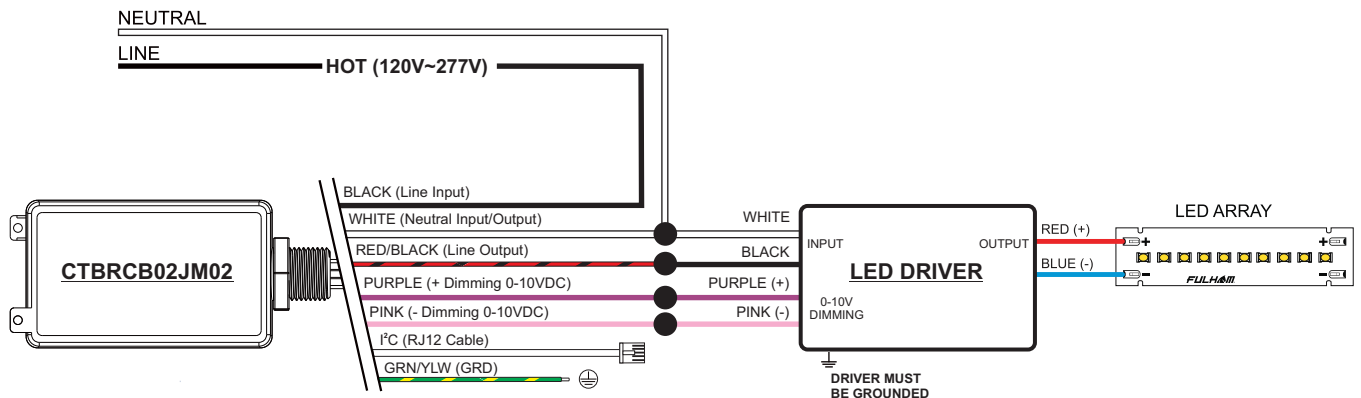 NEUTRAL
LINE
HOT (120V~277V)
CTBRCB02JM02
BLACK (Line Input)
WHITE (Neutral Input/Output)
RED/BLACK (Line Output)
PURPLE (+ Dimming 0-10VDC)
PINK (- Dimming 0-10VDC)
I²C (RJ12 Cable)
GRN/YLW (GRD)
WHITE
BLACK
PURPLE (+)
PINK (-)
INPUT
OUTPUT
LED DRIVER
0-10V
DIMMING
DRIVER MUST
BE GROUNDED
RED (+)
BLUE (-)
LED ARRAY
+ +
- -
FULHAM